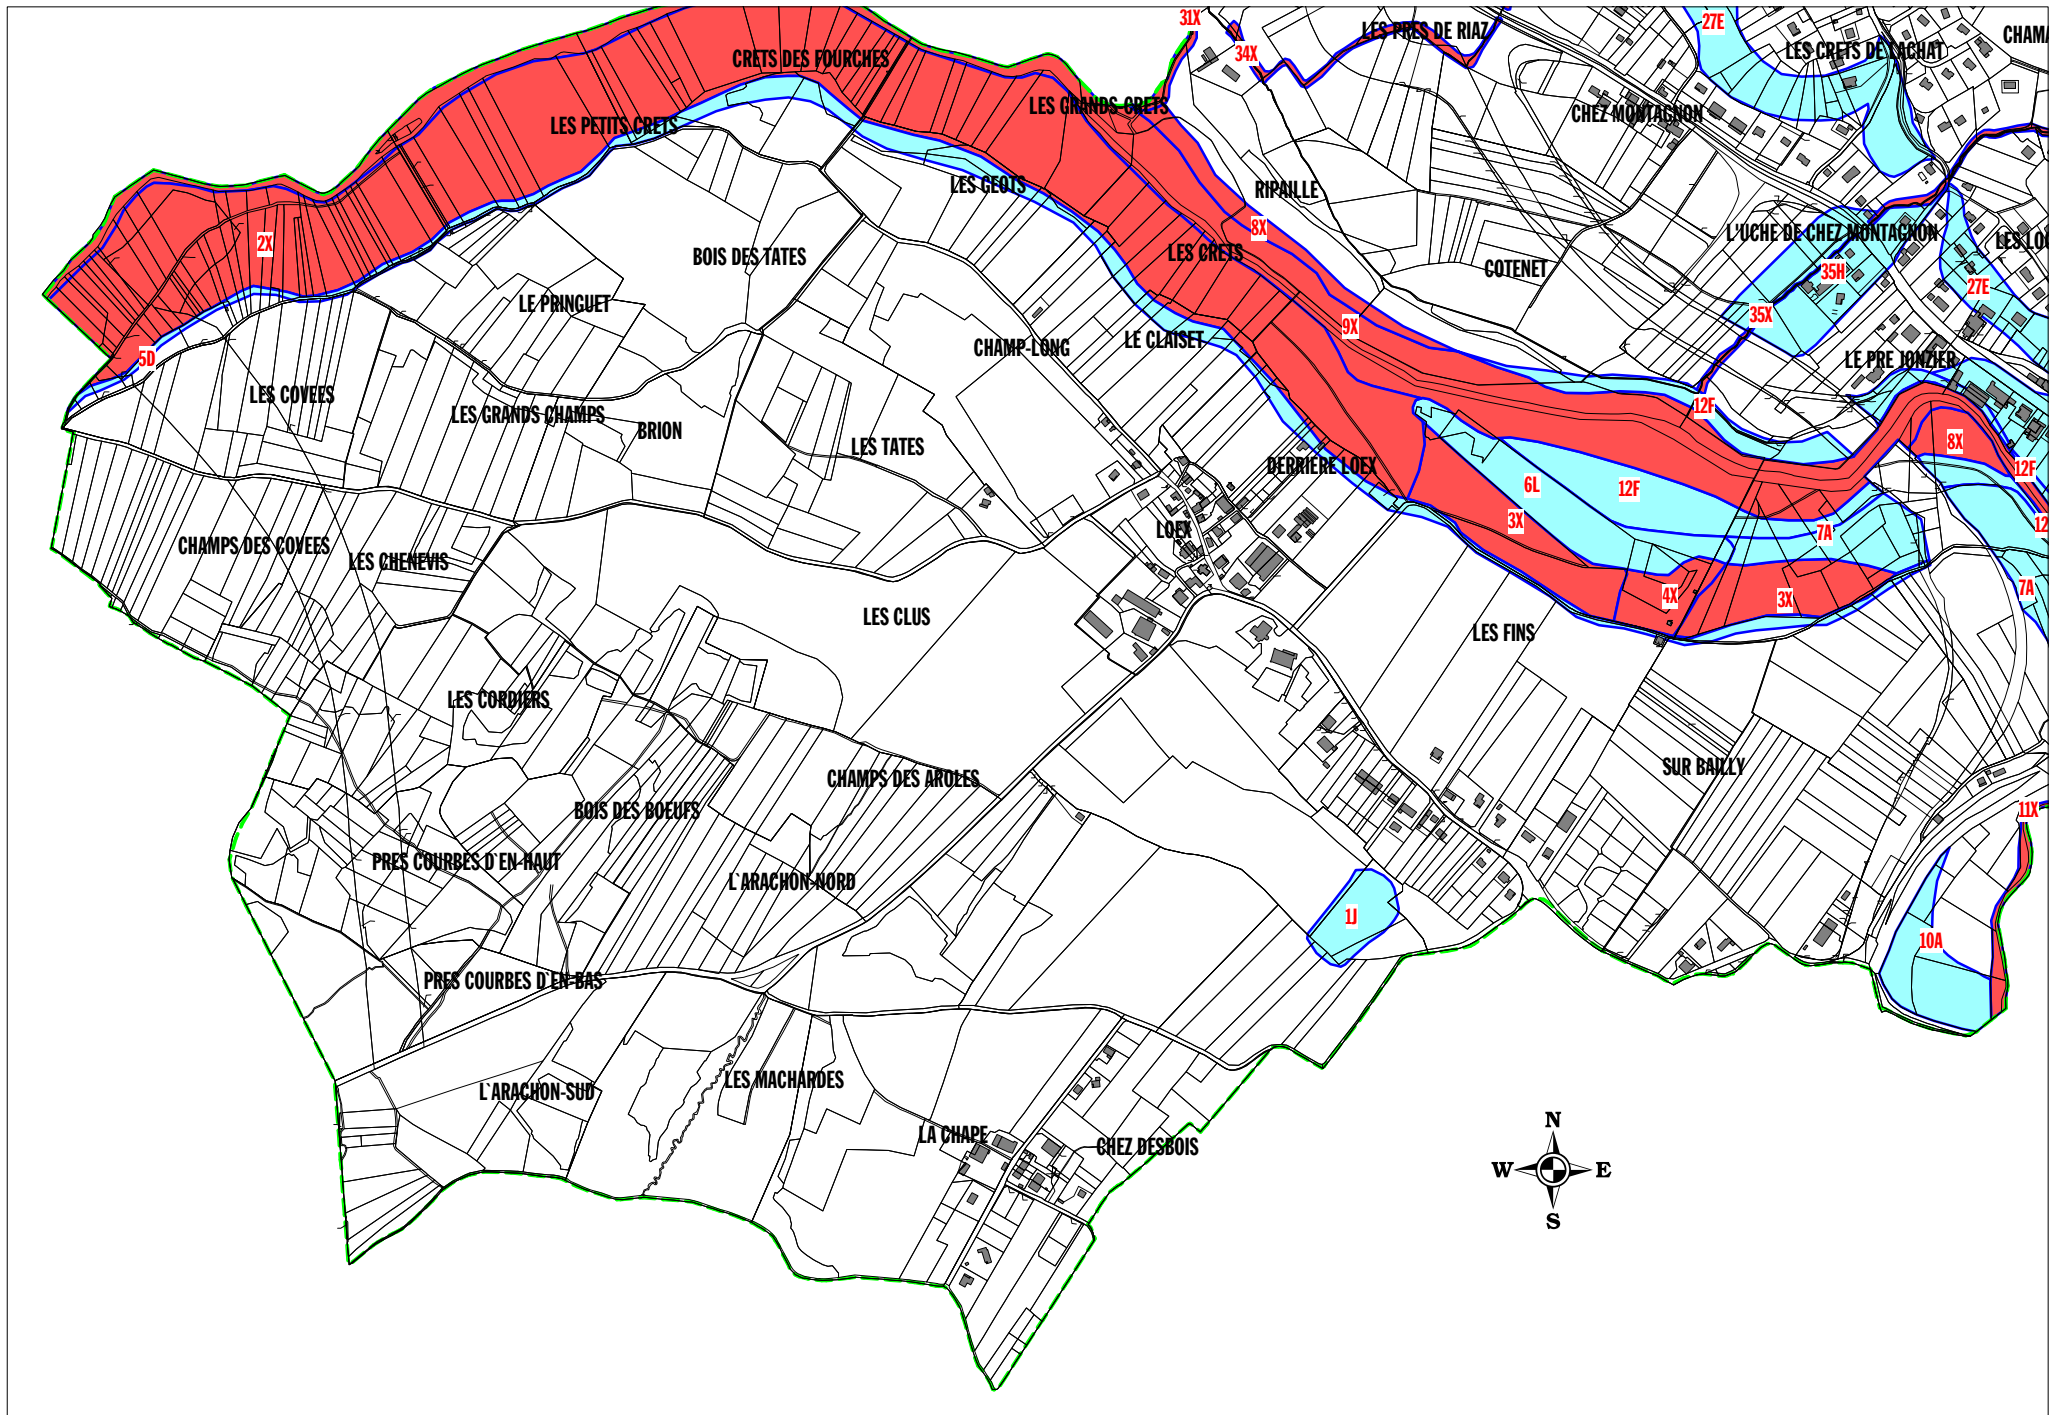 31X
LES PRES DE RIAZ
27E
34X
LES CRETS DE LACHAT
CRETS DES FOURCHES
LES GRANDS CRETS
CHEZ MONTAGNON
LES PETITS CRETS
LES GEOTS
RIPAILLE
8X
L'UCHE DE CHEZ MONTAGNON
2X
BOIS DES TATES
LES CRETS
COTENET
35H
27E
LE PRINGUET
35X
9X
CHAMP-LONG
LE CLAISET
5D
LE PRE JONZIER
LES COVEES
12F
LES GRANDS CHAMPS
BRION
LES TATES
8X
DERRIERE LOEX
12F
6L
12F
3X
LOEX
7A
CHAMPS DES COVEES
LES CHENEVIS
7A
4X
3X
LES CLUS
LES FINS
LES CORDIERS
SUR BAILLY
CHAMPS DES AROLES
BOIS DES BOEUFS
11X
PRES COURBES D'EN-HAUT
L'ARACHON-NORD
1J
10A
PRES COURBES D'EN-BAS
LES MACHARDES
L'ARACHON-SUD
LA CHAPE
CHEZ DESBOIS
N
W E
S